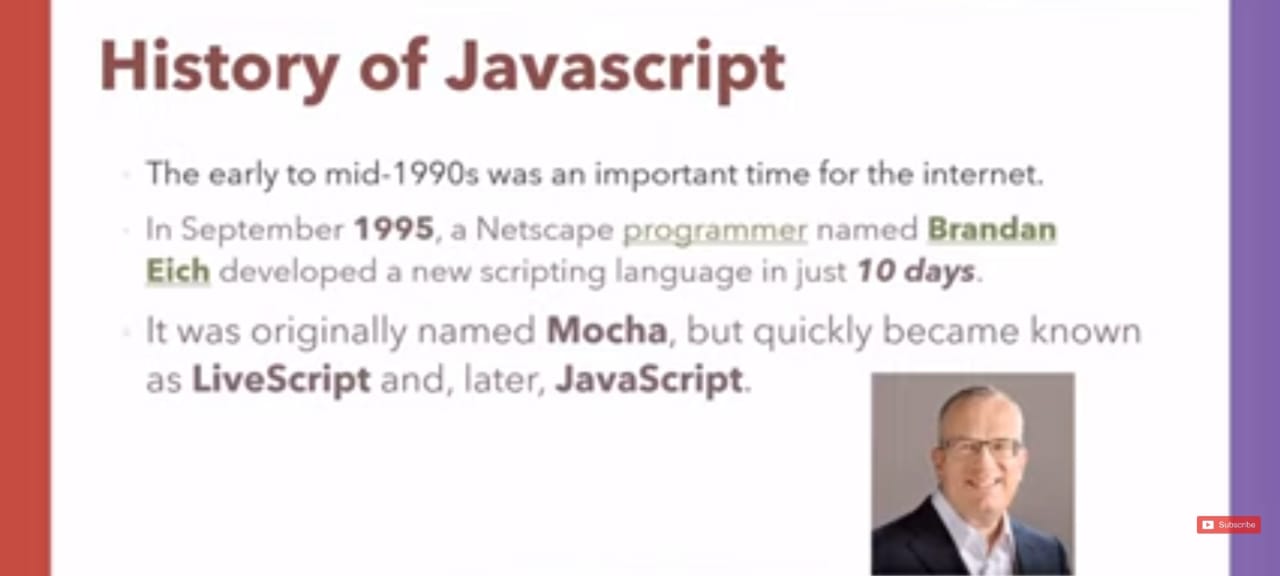 History of Javascript
The early to mid-1990s was an important time for the internet.
In September 1995, a Netscape programmer named Brandan
Eich developed a new scripting language in just 10 days.
It was originally named Mocha, but quickly became known
as LiveScript and, later, JavaScript.
Subscribe